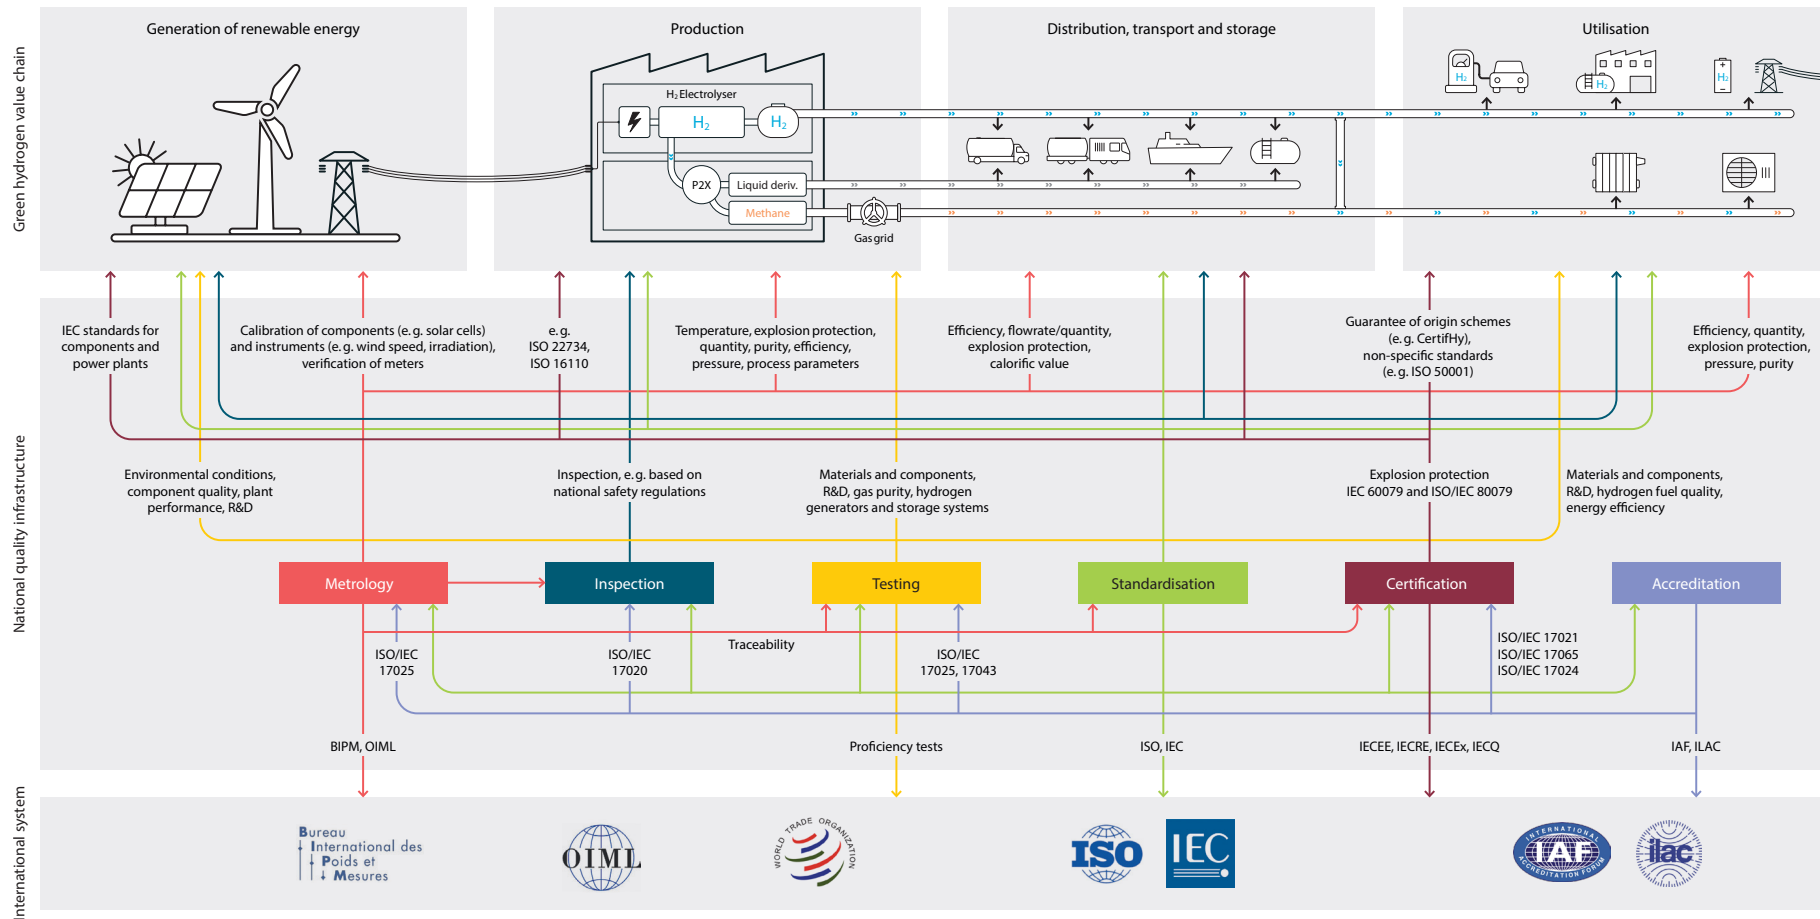 Green hydrogen value chain
Generation of renewable energy
Production
Distribution, transport and storage
Utilisation
H₂ Electrolyser
H₂
H₂
P2X
Liquid deriv.
Methane
Gas grid
H₂
H₂
H₂
National quality infrastructure
IEC standards for
components and
power plants
Calibration of components (e. g. solar cells)
and instruments (e. g. wind speed, irradiation),
verification of meters
e. g.
ISO 22734,
ISO 16110
Temperature, explosion protection,
quantity, purity, efficiency,
pressure, process parameters
Efficiency, flowrate/quantity,
explosion protection,
calorific value
Guarantee of origin schemes
(e. g. CertifHy),
non-specific standards
(e. g. ISO 50001)
Efficiency, quantity,
explosion protection,
pressure, purity
Environmental conditions,
component quality, plant
performance, R&D
Inspection, e. g. based on
national safety regulations
Materials and components,
R&D, gas purity, hydrogen
generators and storage systems
Explosion protection
IEC 60079 and ISO/IEC 80079
Materials and components,
R&D, hydrogen fuel quality,
energy efficiency
Metrology
Inspection
Testing
Standardisation
Certification
Accreditation
Traceability
ISO/IEC
17025
ISO/IEC
17020
ISO/IEC
17025, 17043
ISO/IEC 17021
ISO/IEC 17065
ISO/IEC 17024
BIPM, OIML
Proficiency tests
ISO, IEC
IECEE, IECRE, IECEx, IECQ
IAF, ILAC
International system
Bureau
International des
Poids et
Mesures
OIML
WORLD TRADE ORGANIZATION
ISO
IEC
INTERNATIONAL
IAF
ACCREDITATION FORUM
ilac